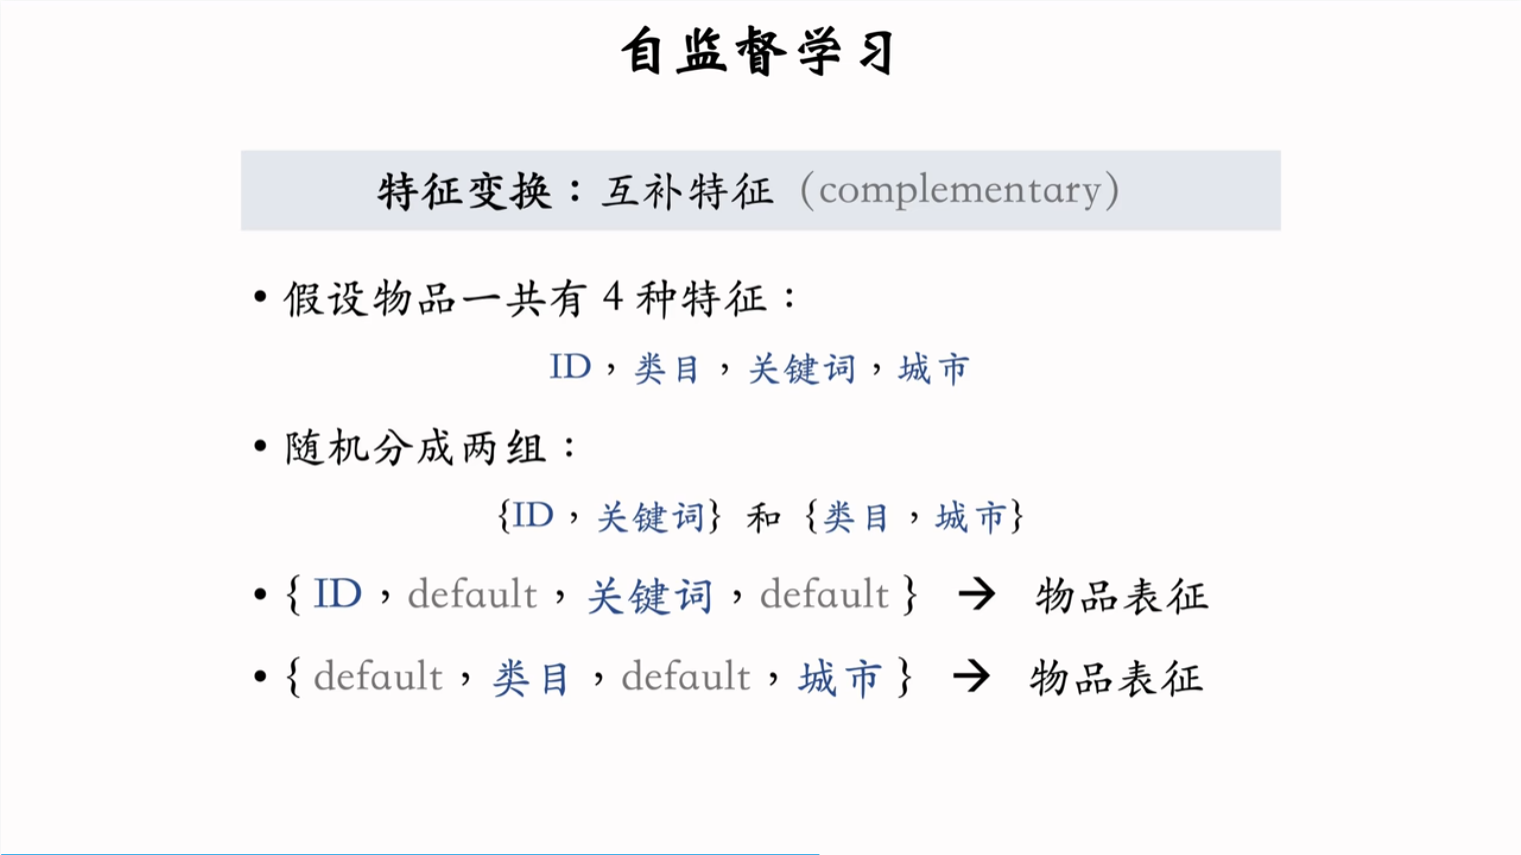 自监督学习
特征变换：互补特征（complementary）
• 假设物品一共有 4 种特征：
ID，类目，关键词，城市
• 随机分成两组：
{ID，关键词} 和 {类目，城市}
• { ID，default，关键词，default } → 物品表征
• { default，类目，default，城市 } → 物品表征